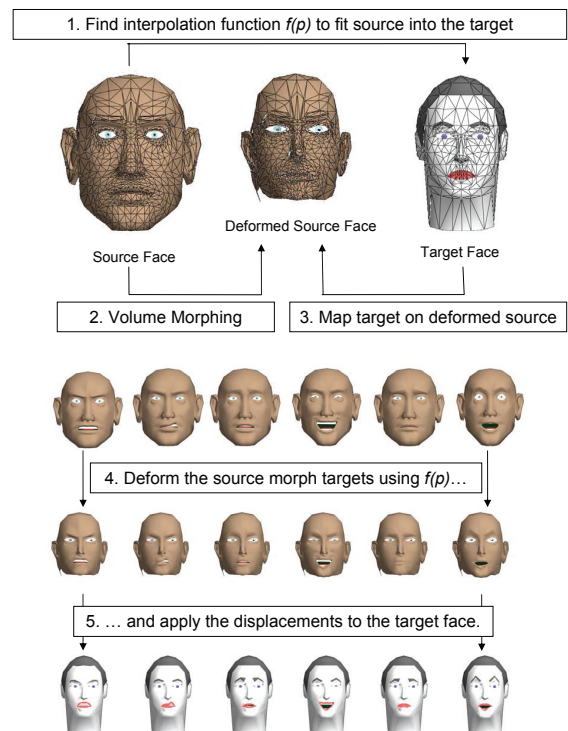 1. Find interpolation function f(p) to fit source into the target
Deformed Source Face
Source Face
Target Face
2. Volume Morphing
3. Map target on deformed source
4. Deform the source morph targets using f(p)…
5. … and apply the displacements to the target face.